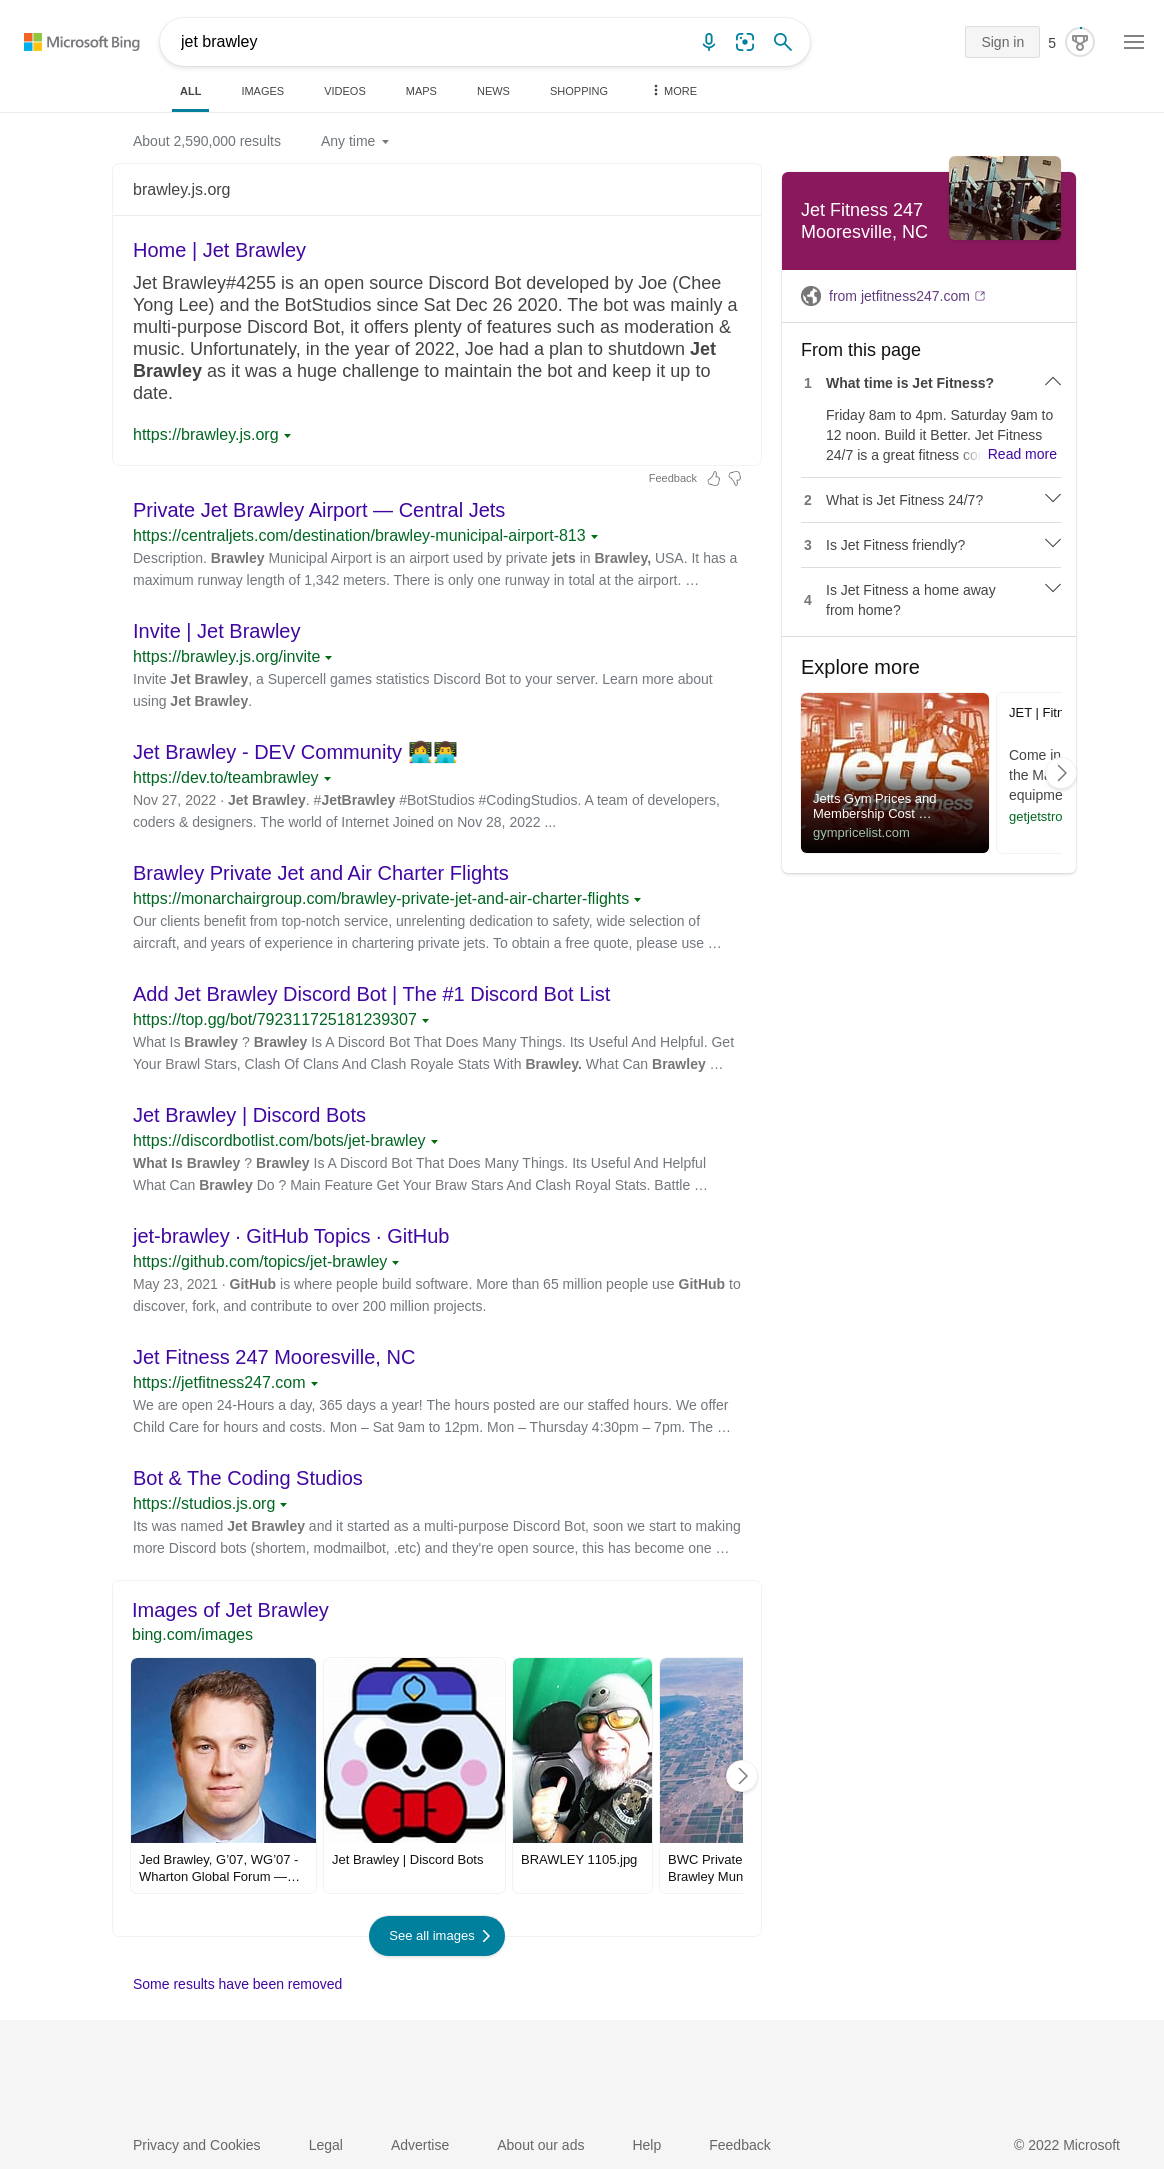 Microsoft Bing
jet brawley
Sign in
5
ALL
IMAGES
VIDEOS
MAPS
NEWS
SHOPPING
MORE
About 2,590,000 results
Any time
brawley.js.org
Home | Jet Brawley
Jet Brawley#4255 is an open source Discord Bot developed by Joe (Chee
Yong Lee) and the BotStudios since Sat Dec 26 2020. The bot was mainly a
multi-purpose Discord Bot, it offers plenty of features such as moderation &
music. Unfortunately, in the year of 2022, Joe had a plan to shutdown Jet
Brawley as it was a huge challenge to maintain the bot and keep it up to
date.
https://brawley.js.org
Feedback
Private Jet Brawley Airport — Central Jets
https://centraljets.com/destination/brawley-municipal-airport-813
Description. Brawley Municipal Airport is an airport used by private jets in Brawley, USA. It has a
maximum runway length of 1,342 meters. There is only one runway in total at the airport. …
Invite | Jet Brawley
https://brawley.js.org/invite
Invite Jet Brawley, a Supercell games statistics Discord Bot to your server. Learn more about
using Jet Brawley.
Jet Brawley - DEV Community 👩‍💻👨‍💻
https://dev.to/teambrawley
Nov 27, 2022 · Jet Brawley. #JetBrawley #BotStudios #CodingStudios. A team of developers,
coders & designers. The world of Internet Joined on Nov 28, 2022 ...
Brawley Private Jet and Air Charter Flights
https://monarchairgroup.com/brawley-private-jet-and-air-charter-flights
Our clients benefit from top-notch service, unrelenting dedication to safety, wide selection of
aircraft, and years of experience in chartering private jets. To obtain a free quote, please use …
Add Jet Brawley Discord Bot | The #1 Discord Bot List
https://top.gg/bot/792311725181239307
What Is Brawley ? Brawley Is A Discord Bot That Does Many Things. Its Useful And Helpful. Get
Your Brawl Stars, Clash Of Clans And Clash Royale Stats With Brawley. What Can Brawley …
Jet Brawley | Discord Bots
https://discordbotlist.com/bots/jet-brawley
What Is Brawley ? Brawley Is A Discord Bot That Does Many Things. Its Useful And Helpful
What Can Brawley Do ? Main Feature Get Your Braw Stars And Clash Royal Stats. Battle …
jet-brawley · GitHub Topics · GitHub
https://github.com/topics/jet-brawley
May 23, 2021 · GitHub is where people build software. More than 65 million people use GitHub to
discover, fork, and contribute to over 200 million projects.
Jet Fitness 247 Mooresville, NC
https://jetfitness247.com
We are open 24-Hours a day, 365 days a year! The hours posted are our staffed hours. We offer
Child Care for hours and costs. Mon – Sat 9am to 12pm. Mon – Thursday 4:30pm – 7pm. The …
Bot & The Coding Studios
https://studios.js.org
Its was named Jet Brawley and it started as a multi-purpose Discord Bot, soon we start to making
more Discord bots (shortem, modmailbot, .etc) and they're open source, this has become one …
Images of Jet Brawley
bing.com/images
Jed Brawley, G'07, WG'07 -
Wharton Global Forum —…
Jet Brawley | Discord Bots
BRAWLEY 1105.jpg
BWC Private
Brawley Mun
See all images
Some results have been removed
Jet Fitness 247
Mooresville, NC
from jetfitness247.com
From this page
1 What time is Jet Fitness?
Friday 8am to 4pm. Saturday 9am to
12 noon. Build it Better. Jet Fitness
24/7 is a great fitness Read more
2 What is Jet Fitness 24/7?
3 Is Jet Fitness friendly?
4 Is Jet Fitness a home away
from home?
Explore more
jetts
24 hour fitness
Jetts Gym Prices and
Membership Cost …
gympricelist.com
JET | Fitn
Come in
the
equipme
getjetstro
Privacy and Cookies
Legal
Advertise
About our ads
Help
Feedback
© 2022 Microsoft